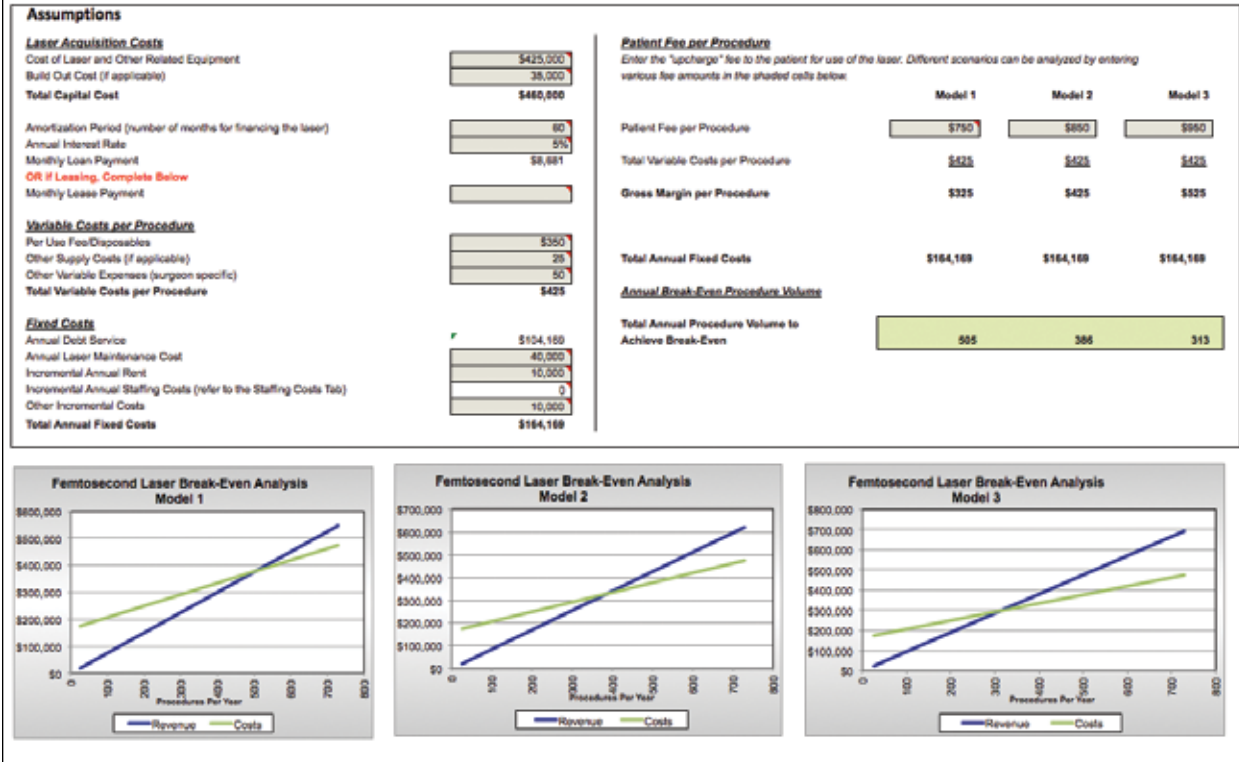 Assumptions
Laser Acquisition Costs
Cost of Laser and Other Related Equipment $425,000
Build Out Cost (if applicable) 35,000
Total Capital Cost $460,000
Amortization Period (number of months for financing the laser) 60
Annual Interest Rate 5%
Monthly Loan Payment $8,681
OR If Leasing, Complete Below
Monthly Lease Payment
Variable Costs per Procedure
Per Use Fee/Disposables $350
Other Supply Costs (if applicable) 25
Other Variable Expenses (surgeon specific) 50
Total Variable Costs per Procedure $425
Fixed Costs
Annual Debt Service $104,169
Annual Laser Maintenance Cost 40,000
Incremental Annual Rent 10,000
Incremental Annual Staffing Costs (refer to the Staffing Costs Tab) 0
Other Incremental Costs 10,000
Total Annual Fixed Costs $164,169
Patient Fee per Procedure
Enter the "upcharge" fee to the patient for use of the laser. Different scenarios can be analyzed by entering
various fee amounts in the shaded cells below.
Model 1 Model 2 Model 3
Patient Fee per Procedure $750 $850 $950
Total Variable Costs per Procedure $425 $425 $425
Gross Margin per Procedure $325 $425 $525
Total Annual Fixed Costs $164,169 $164,169 $164,169
Annual Break-Even Procedure Volume
Total Annual Procedure Volume to
Achieve Break-Even 505 386 313
Femtosecond Laser Break-Even Analysis
Model 1
$600,000
$500,000
$400,000
$300,000
$200,000
$100,000
$0
0 100 200 300 400 500 600 700 800
Procedures Per Year
Revenue Costs
Femtosecond Laser Break-Even Analysis
Model 2
$700,000
$600,000
$500,000
$400,000
$300,000
$200,000
$100,000
$0
0 100 200 300 400 500 600 700 800
Procedures Per Year
Revenue Costs
Femtosecond Laser Break-Even Analysis
Model 3
$800,000
$700,000
$600,000
$500,000
$400,000
$300,000
$200,000
$100,000
$0
0 100 200 300 400 500 600 700 800
Procedures Per Year
Revenue Costs